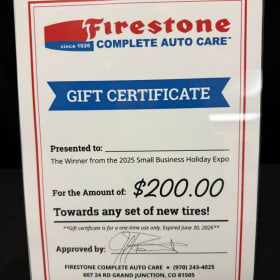 Firestone
since 1926
COMPLETE AUTO CARE™
GIFT CERTIFICATE
Presented to:
The Winner from the 2025 Small Business Holiday Expo
For the Amount of: $200.00
Towards any set of new tires!
**Gift certificate is for a one-time use only. Expired June 30, 2026**
Approved by:
FIRESTONE COMPLETE AUTO CARE • (970) 243-4025
607 24 RD GRAND JUNCTION, CO 81505